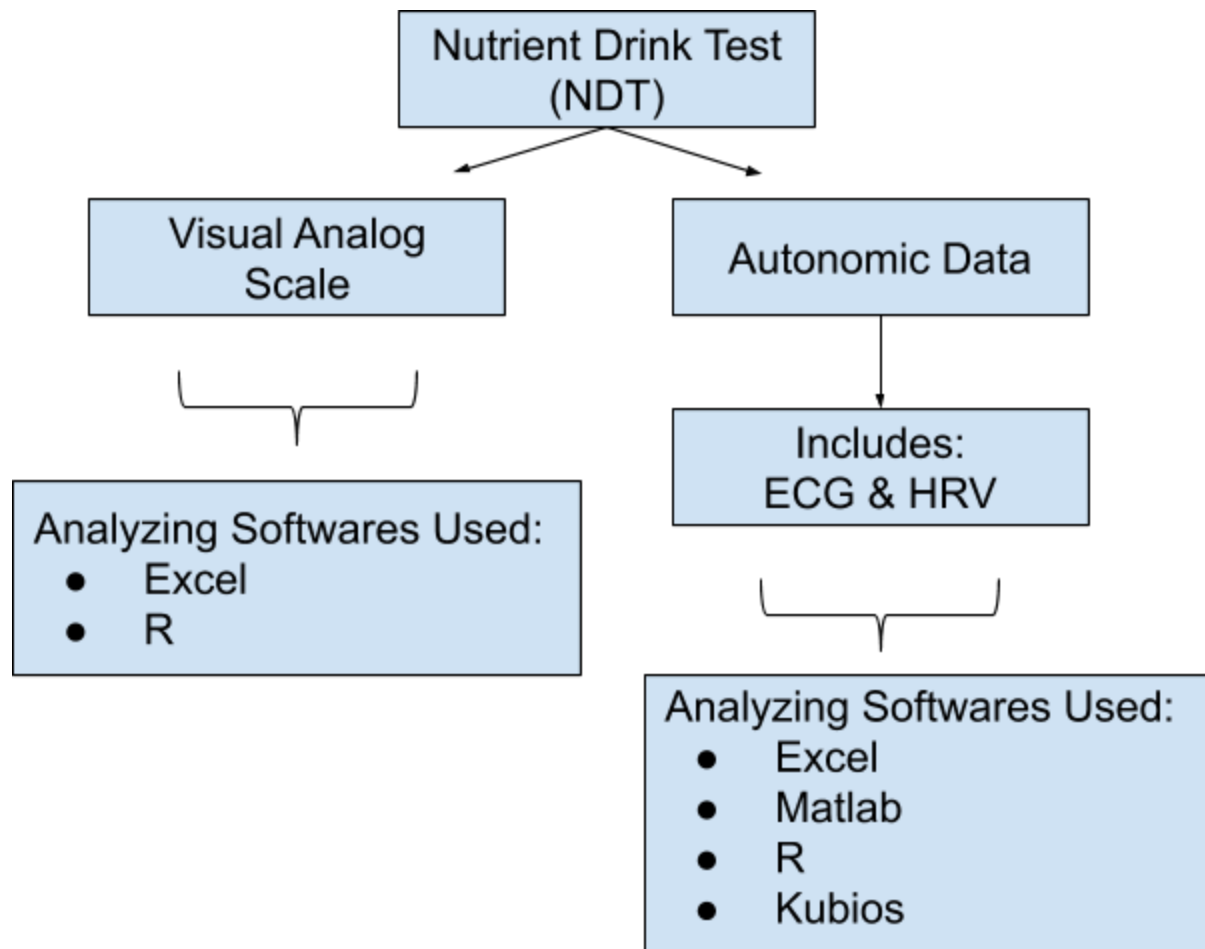 Nutrient Drink Test
(NDT)
Visual Analog
Scale
Autonomic Data
Includes:
ECG & HRV
Analyzing Softwares Used:
● Excel
● R
Analyzing Softwares Used:
● Excel
● Matlab
● R
● Kubios